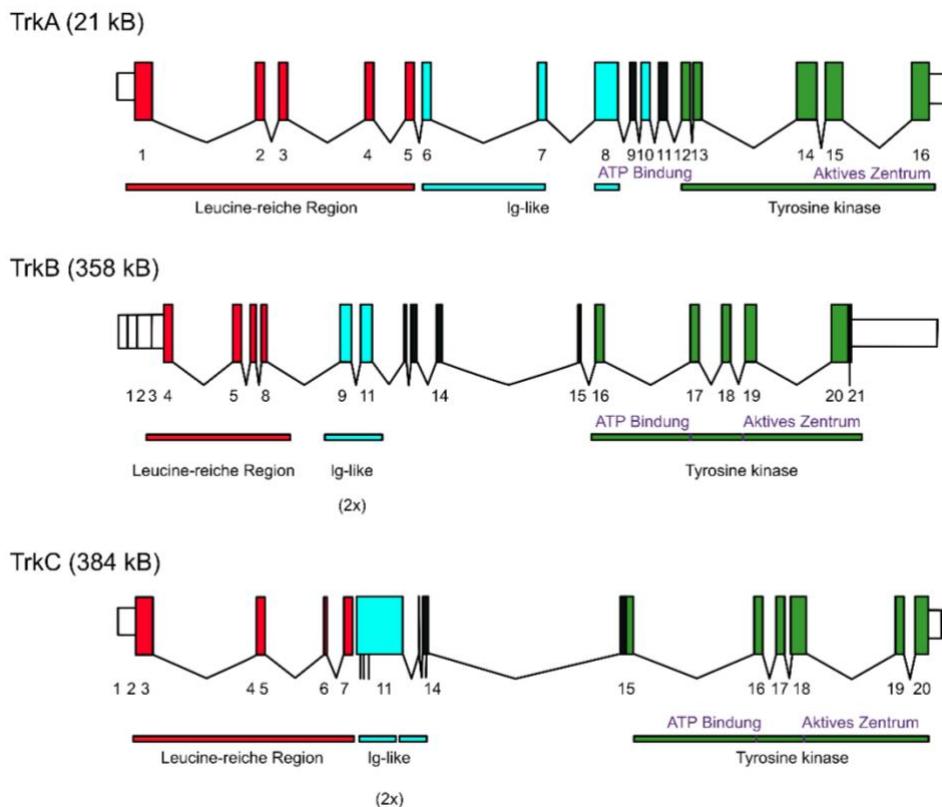 TrkA (21 kB)
1 2 3 4 5 6 7 8 9 10 11 12 13 14 15 16
ATP Bindung Aktives Zentrum
Leucine-reiche Region Ig-like Tyrosine kinase
TrkB (358 kB)
1 2 3 4 5 8 9 11 14 15 16 17 18 19 20 21
ATP Bindung Aktives Zentrum
Leucine-reiche Region Ig-like Tyrosine kinase
(2x)
TrkC (384 kB)
1 2 3 4 5 6 7 11 14 15 16 17 18 19 20
ATP Bindung Aktives Zentrum
Leucine-reiche Region Ig-like Tyrosine kinase
(2x)